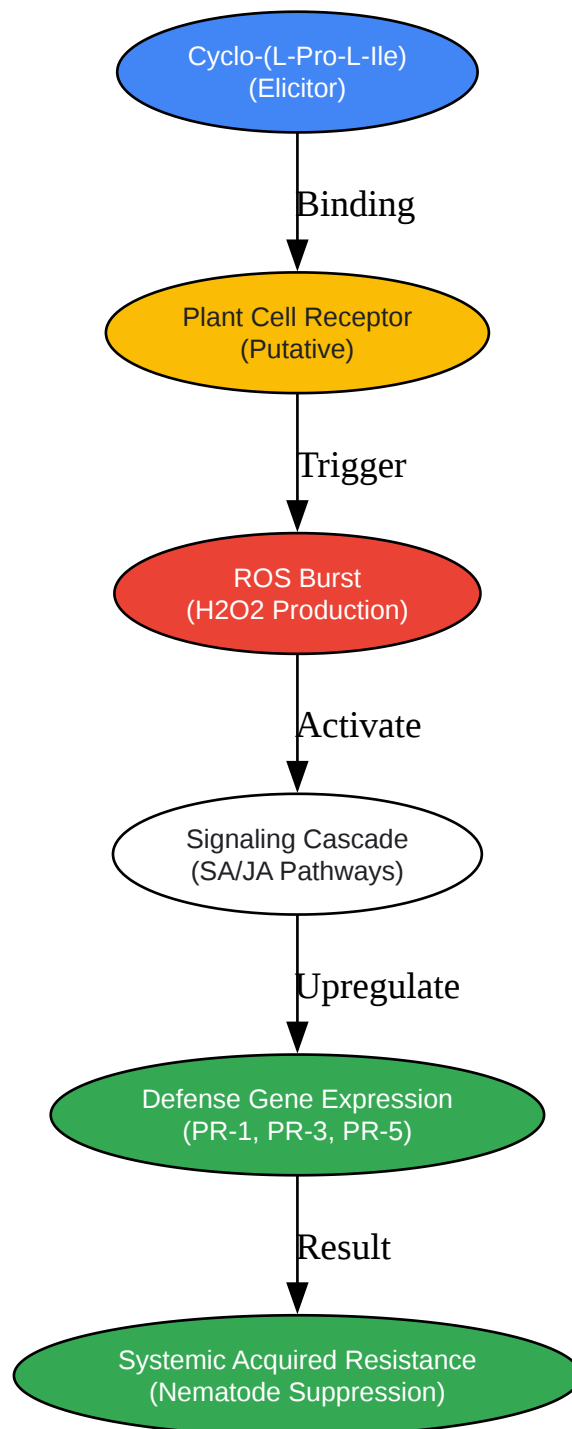 Cyclo-(L-Pro-L-Ile)
(Elicitor)
Binding
Plant Cell Receptor
(Putative)
Trigger
ROS Burst
(H2O2 Production)
Activate
Signaling Cascade
(SA/JA Pathways)
Upregulate
Defense Gene Expression
(PR-1, PR-3, PR-5)
Result
Systemic Acquired Resistance
(Nematode Suppression)